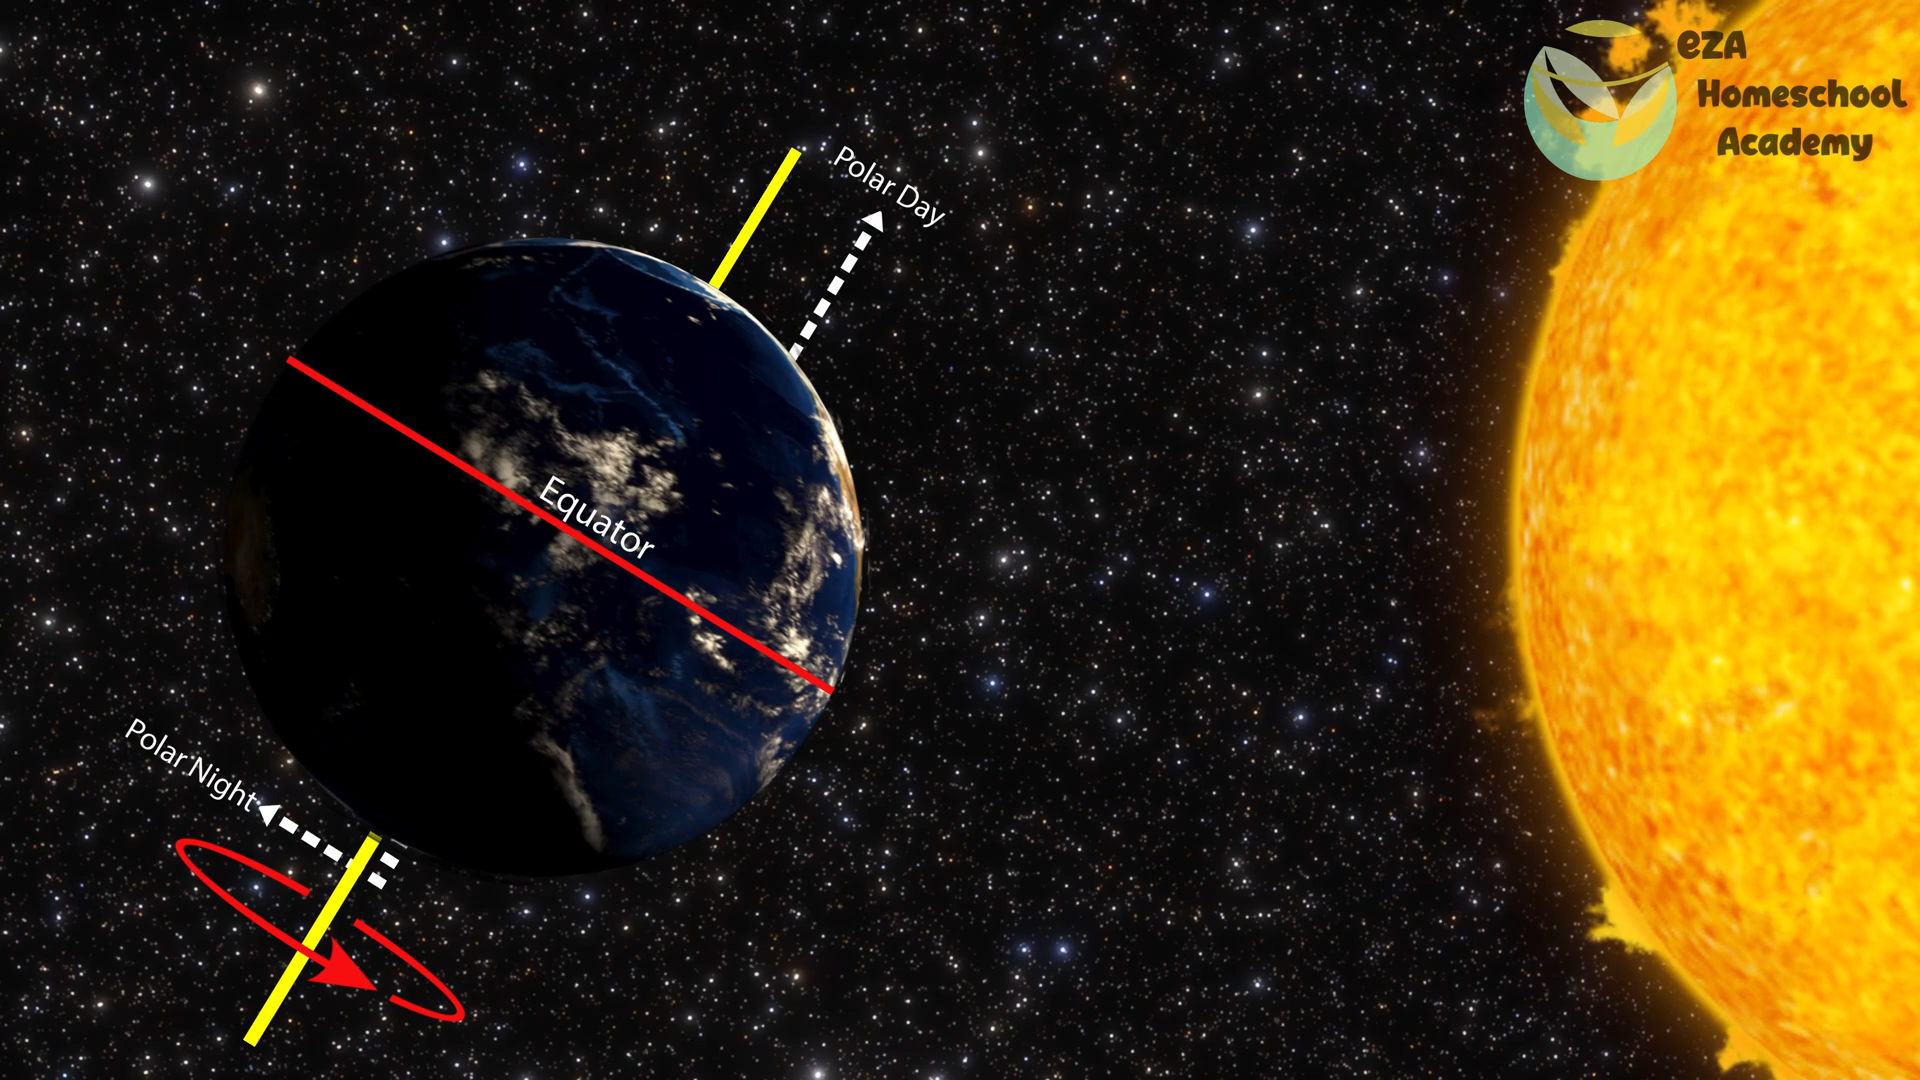 eZA
Homeschool
Academy
Polar Day
Equator
Polar Night